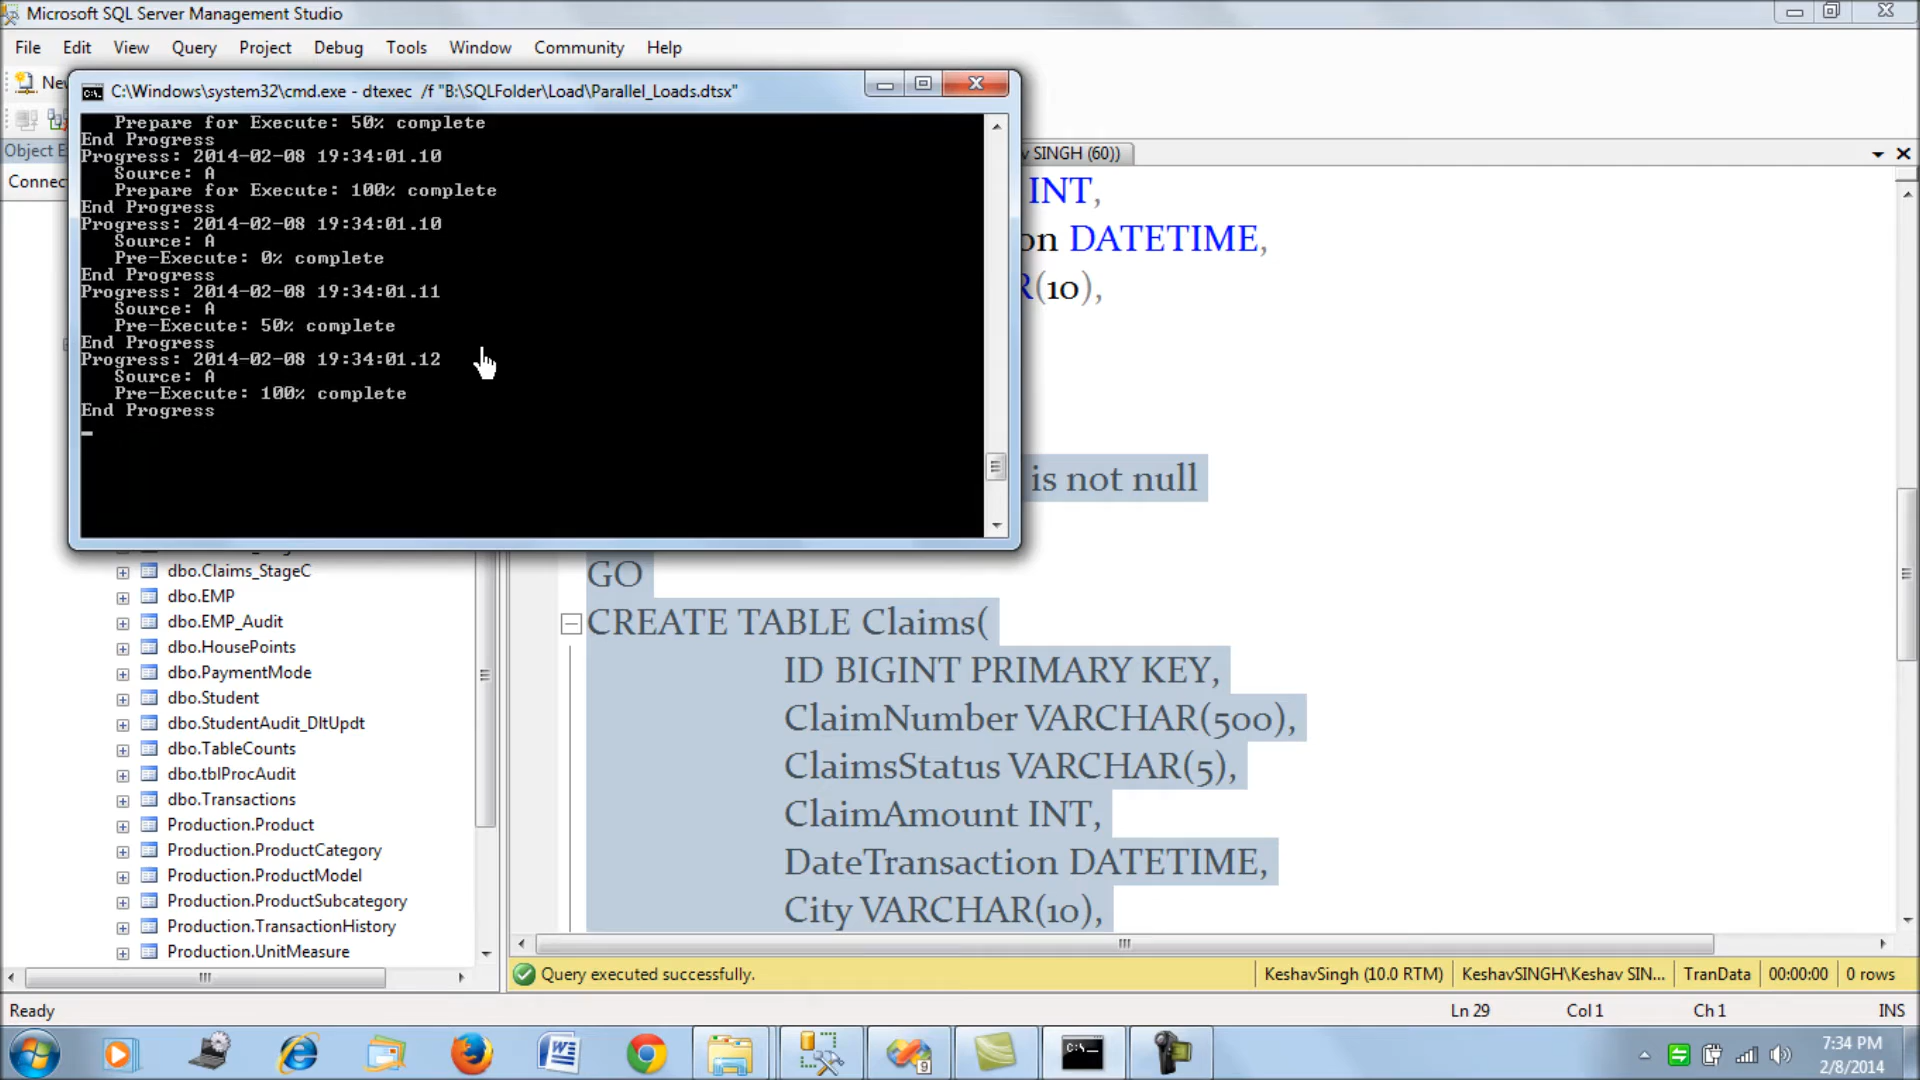 Microsoft SQL Server Management Studio
File Edit View Query Project Debug Tools Window Community Help
New
C:\Windows\system32\cmd.exe - dtexec /f "B:\SQLFolder\Load\Parallel_Loads.dtsx"
Prepare for Execute: 50% complete
End Progress
Progress: 2014-02-08 19:34:01.10
Source: A
Prepare for Execute: 100% complete
End Progress
Progress: 2014-02-08 19:34:01.10
Source: A
Pre-Execute: 0% complete
End Progress
Progress: 2014-02-08 19:34:01.11
Source: A
Pre-Execute: 50% complete
End Progress
Progress: 2014-02-08 19:34:01.12
Source: A
Pre-Execute: 100% complete
End Progress
Object E
Connec
SINGH (60))
INT,
on DATETIME,
R(10),
is not null
GO
CREATE TABLE Claims(
ID BIGINT PRIMARY KEY,
ClaimNumber VARCHAR(500),
ClaimsStatus VARCHAR(5),
ClaimAmount INT,
DateTransaction DATETIME,
City VARCHAR(10),
dbo.Claims_StageC
dbo.EMP
dbo.EMP_Audit
dbo.HousePoints
dbo.PaymentMode
dbo.Student
dbo.StudentAudit_DltUpdt
dbo.TableCounts
dbo.tblProcAudit
dbo.Transactions
Production.Product
Production.ProductCategory
Production.ProductModel
Production.ProductSubcategory
Production.TransactionHistory
Production.UnitMeasure
Query executed successfully. KeshavSingh (10.0 RTM) KeshavSINGH\Keshav SIN... TranData 00:00:00 0 rows
Ready Ln 29 Col 1 Ch 1 INS
9
7:34 PM
2/8/2014